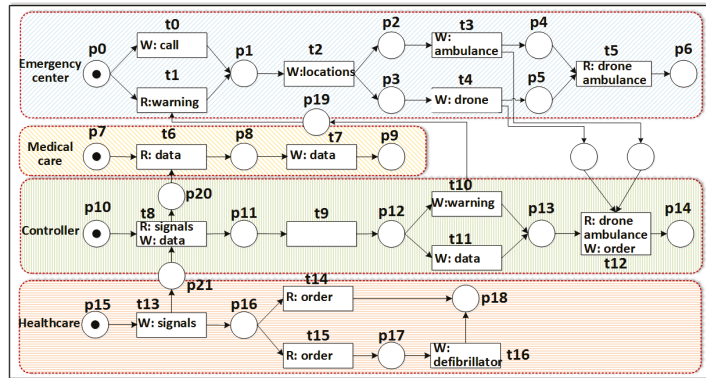 t0
p2
t3
p4
p0
W: call
p1
t2
W:
ambulance
t5
p6
Emergency
center
t1
W:locations
R: drone
ambulance
p3
t4
p5
R:warning
W: drone
p19
p7
t6
p8
t7
p9
Medical
care
R: data
W: data
p20
t10
p10
t8
p11
t9
p12
W:warning
p13
p14
Controller
R: signals
W: data
t11
R: drone
ambulance
W: order
W: data
t12
p21
t14
p15
t13
p16
R: order
p18
Healthcare
W: signals
t15
p17
R: order
W:
defibrillator
t16